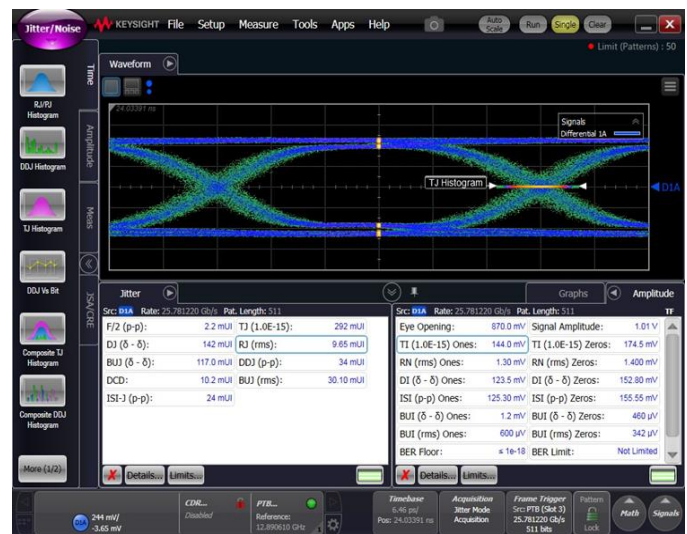 Jitter/Noise
KEYSIGHT File Setup Measure Tools Apps Help
Auto Scale
Run
Single
Clear
Limit (Patterns) : 50
RJ/PJ Histogram
DDJ Histogram
TJ Histogram
DDJ Vs Bit
Composite TJ Histogram
Composite DDJ Histogram
More (1/2)
Time
Amplitude
Meas
JSA/CRE
Waveform
24.03391 ns
Signals
Differential 1A
TJ Histogram
D1A
Jitter
Src: D1A Rate: 25.781220 Gb/s Pat. Length: 511
F/2 (p-p): 2.2 mUI TJ (1.0E-15): 292 mUI
DJ (δ - δ): 142 mUI RJ (rms): 9.65 mUI
BUJ (δ - δ): 117.0 mUI DDJ (p-p): 34 mUI
DCD: 10.2 mUI BUJ (rms): 30.10 mUI
ISI-J (p-p): 24 mUI
Details... Limits...
Graphs Amplitude
Src: D1A Rate: 25.781220 Gb/s Pat. Length: 511 TF
Eye Opening: 870.0 mV Signal Amplitude: 1.01 V
TI (1.0E-15) Ones: 144.0 mV TI (1.0E-15) Zeros: 174.5 mV
RN (rms) Ones: 1.30 mV RN (rms) Zeros: 1.400 mV
DI (δ - δ) Ones: 123.5 mV DI (δ - δ) Zeros: 152.80 mV
ISI (p-p) Ones: 125.30 mV ISI (p-p) Zeros: 155.55 mV
BUI (δ - δ) Ones: 1.2 mV BUI (δ - δ) Zeros: 460 µV
BUI (rms) Ones: 600 µV BUI (rms) Zeros: 342 µV
BER Floor: ≤ 1e-18 BER Limit: Not Limited
Details... Limits...
D1A
244 mV/
-3.65 mV
CDR...
Disabled
PTB...
Reference:
12.890610 GHz
Timebase
6.46 ps/
Pos: 24.03391 ns
Acquisition
Jitter Mode
Acquisition
Frame Trigger
Src: PTB (Slot 3)
25.781220 Gb/s
511 bits
Pattern
Lock
Math
Signals